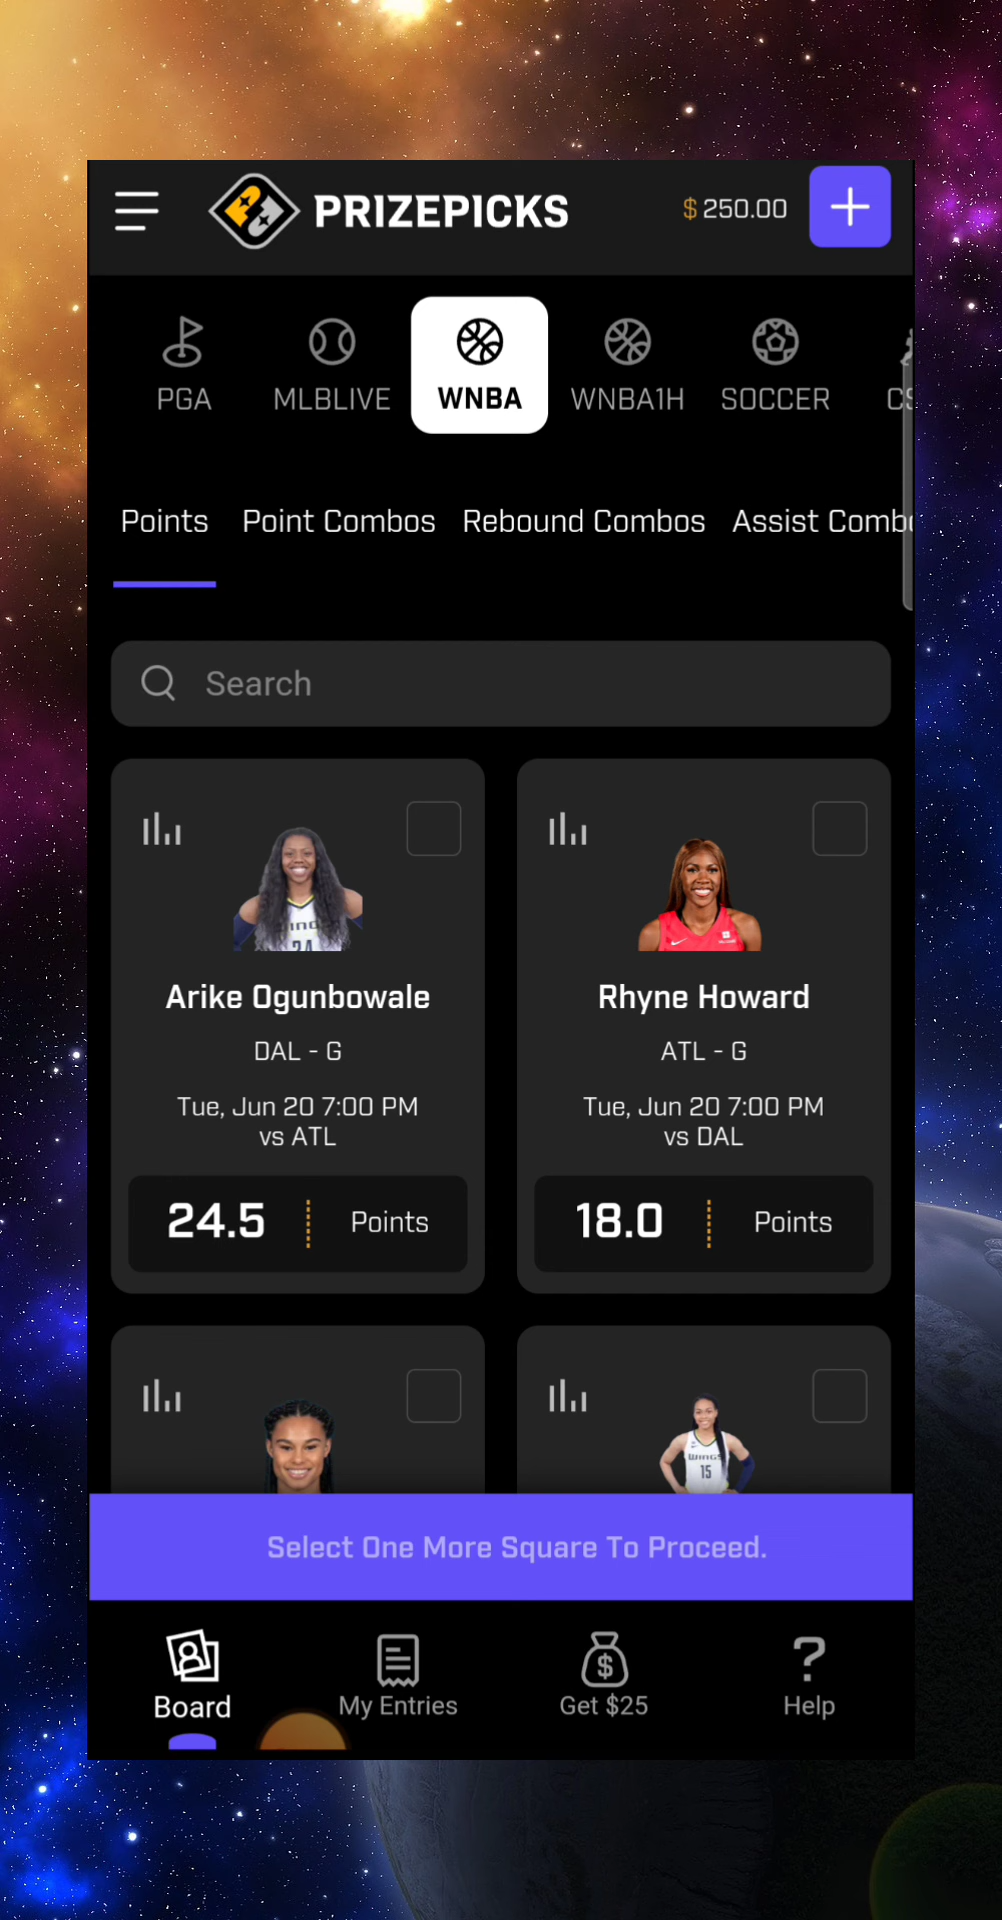 PRIZEPICKS
$ 250.00
PGA
MLBLIVE
WNBA
WNBA1H
SOCCER
Points
Point Combos
Rebound Combos
Assist
Search
Arike Ogunbowale
DAL - G
Tue, Jun 20 7:00 PM
vs ATL
24.5
Points
Rhyne Howard
ATL - G
Tue, Jun 20 7:00 PM
vs DAL
18.0
Points
WINGS
15
Select One More Square To Proceed.
Board
My Entries
Get $25
Help